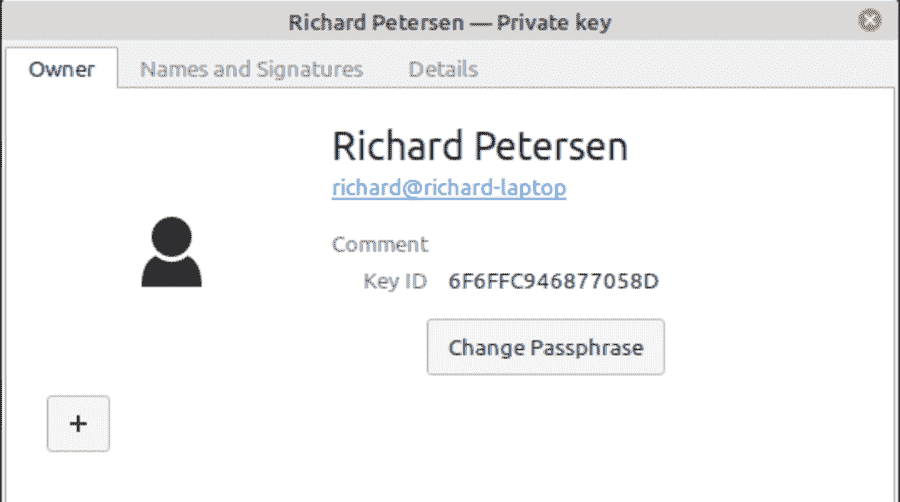 Richard Petersen — Private key
Owner Names and Signatures Details
Richard Petersen
richard@richard-laptop
Comment
Key ID 6F6FFC946877058D
Change Passphrase
+